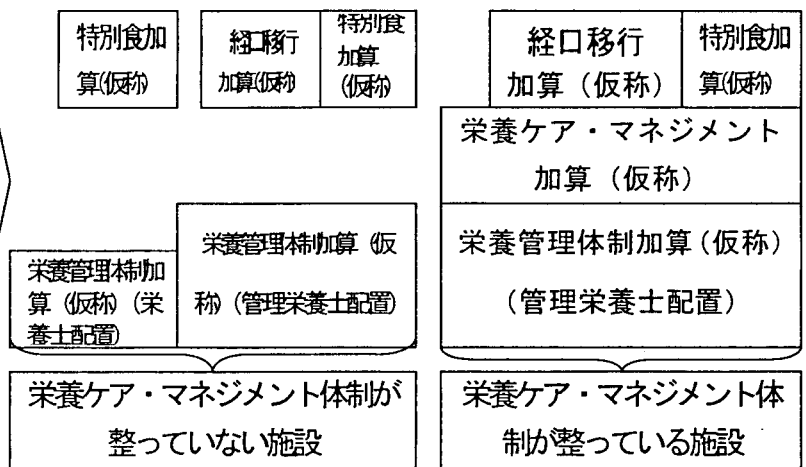 特別食加
算(仮称)
経口移行
加算(仮称)
特別食
加算
(仮称)
経口移行
加算（仮称）
特別食加
算(仮称)
栄養ケア・マネジメント
加算（仮称）
栄養管理体制加
算（仮称）（栄
養士配置）
栄養管理体制加算（仮
称）（管理栄養士配置）
栄養管理体制加算（仮称）
（管理栄養士配置）
栄養ケア・マネジメント体制が
整っていない施設
栄養ケア・マネジメント体
制が整っている施設